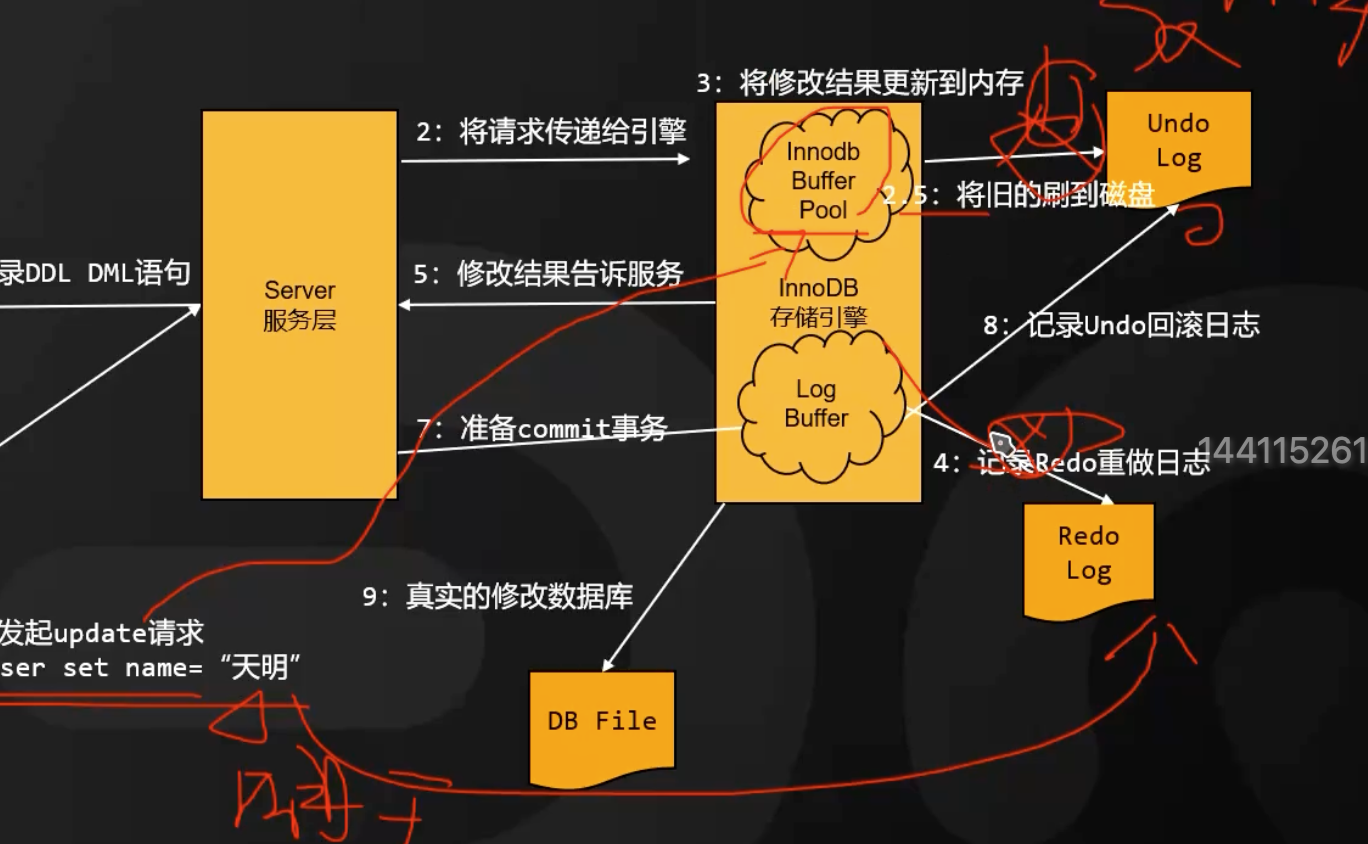 3：将修改结果更新到内存
2：将请求传递给引擎
Undo
Log
Innodb
Buffer
Pool
2.5：将旧的刷到磁盘
录DDL DML语句
Server
服务层
5：修改结果告诉服务
InnoDB
存储引擎
8：记录Undo回滚日志
Log
Buffer
7：准备commit事务
144115261
4：记录Redo重做日志
Redo
Log
9：真实的修改数据库
发起update请求
ser set name=“天明”
DB File